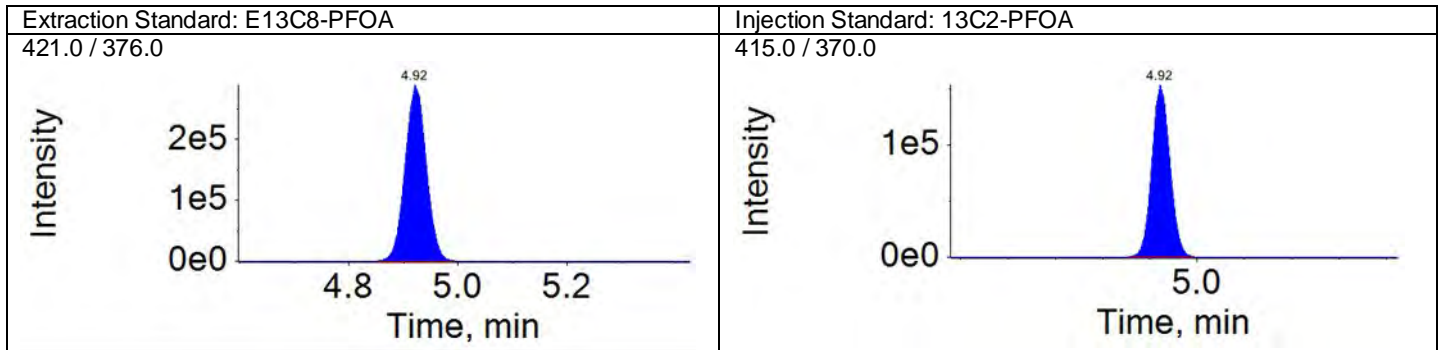 Extraction Standard: E13C8-PFOA
421.0 / 376.0
4.92
Intensity
2e5
1e5
0e0
4.8 5.0 5.2
Time, min
Injection Standard: 13C2-PFOA
415.0 / 370.0
4.92
Intensity
1e5
0e0
5.0
Time, min